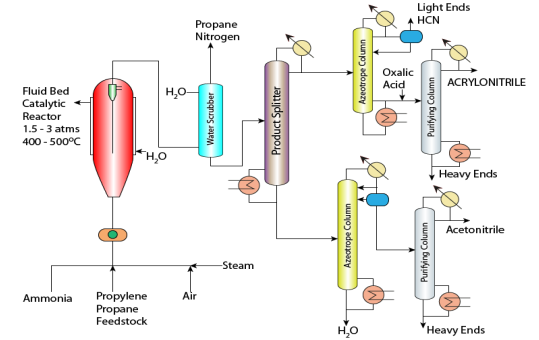 Light Ends
HCN
Propane
Nitrogen
Fluid Bed
Catalytic
Reactor
1.5 - 3 atms
400 - 500ºC
H₂O
H₂O
Water Scrubber
Product Splitter
Azeotrope Column
Oxalic
Acid
Purifying Column
ACRYLONITRILE
Heavy Ends
Azeotrope Column
Purifying Column
Acetonitrile
Steam
Ammonia
Propylene
Propane
Feedstock
Air
H₂O
Heavy Ends